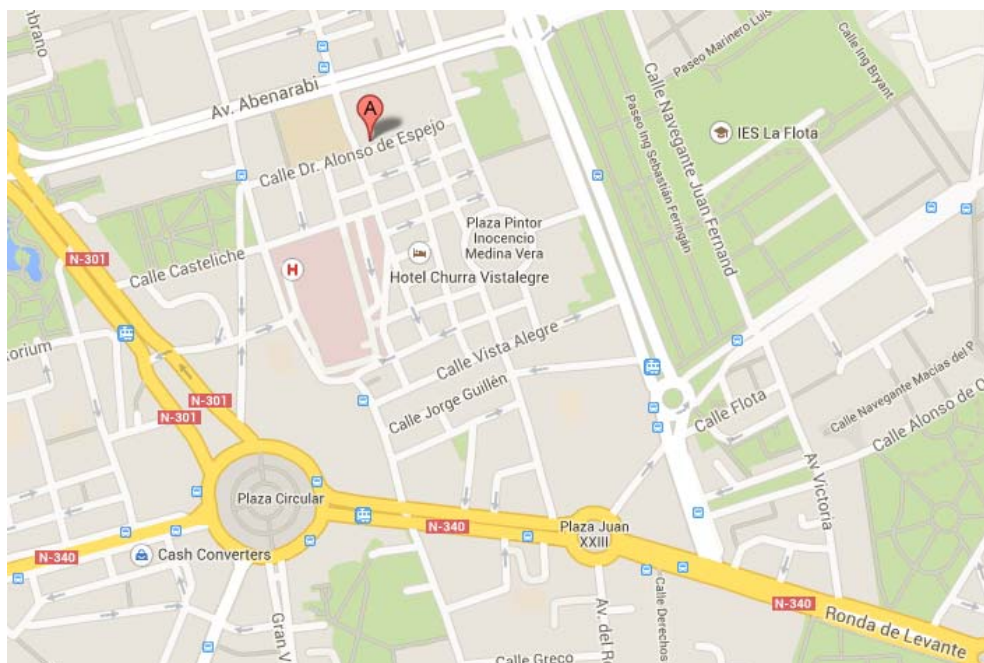 mbrano
Paseo Marinero Luis
Calle Ing Bryant
Av. Abenarabi
A
Calle Navegante Juan Fernand
IES La Flota
Paseo Ing Sebastián Feringán
Calle Dr. Alonso de Espejo
Plaza Pintor
Inocencio
Medina Vera
N-301
Calle Casteliche
H
Hotel Churra Vistalegre
torium
Calle Vista Alegre
Calle Jorge Guillén
N-301
N-301
Calle Flota
Calle Navegante Macías del P
Calle Alonso de O
Av Victoria
Plaza Circular
N-340
Plaza Juan
XXIII
N-340
Cash Converters
N-340
Ronda de Levante
Gran V
Av. del Ro
Calle Derechos
Calle Greco